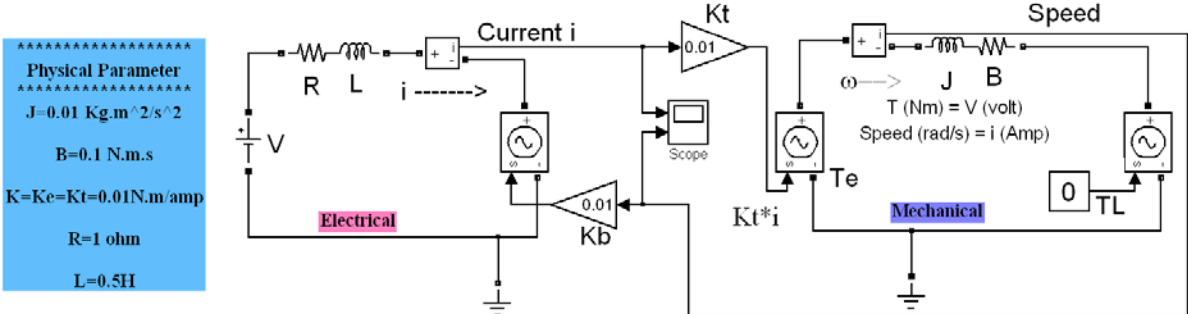 *******************
Physical Parameter
*******************
J=0.01 Kg.m^2/s^2
B=0.1 N.m.s
K=Ke=Kt=0.01N.m/amp
R=1 ohm
L=0.5H
V
R L
i ------->
Current i
i
+
-
s
Electrical
0.01
Kb
Kt
0.01
Scope
Kt*i
Speed
i
+
-
ω---->
J B
T (Nm) = V (volt)
Speed (rad/s) = i (Amp)
s
Te
Mechanical
0
TL
s